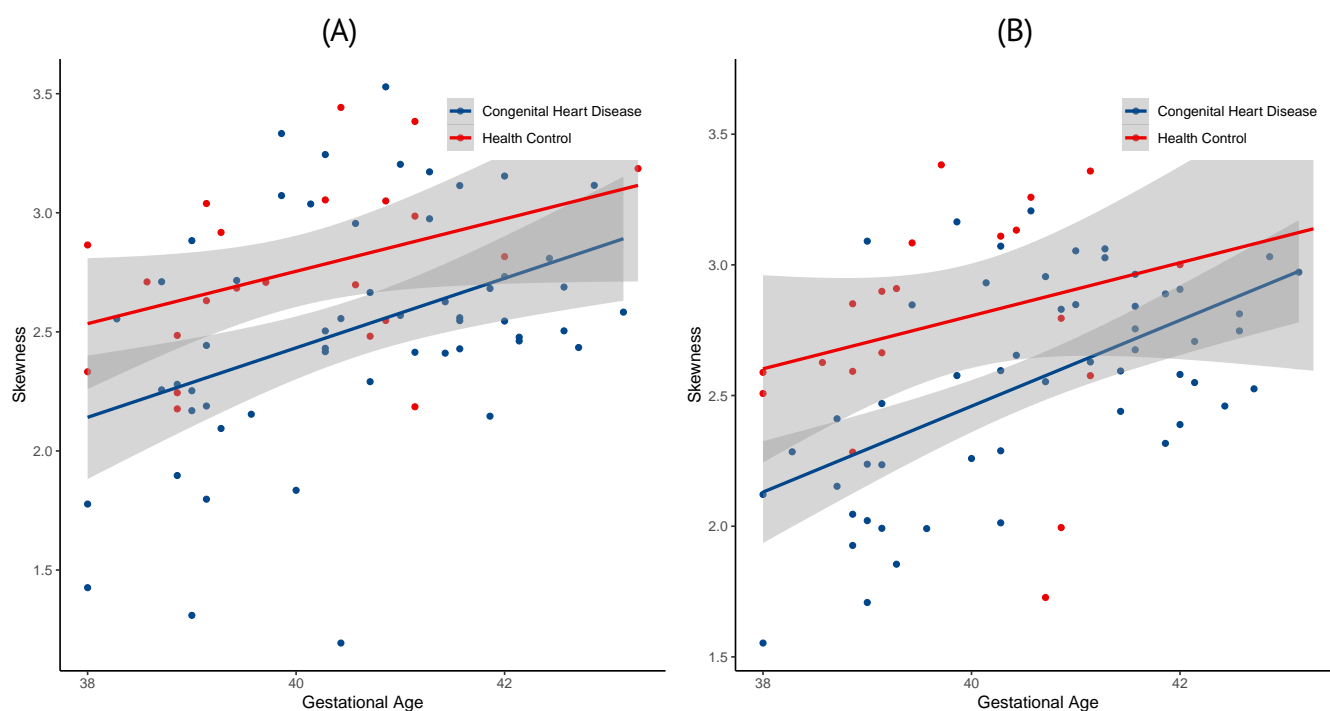 (A)
3.5
3.0
2.5
2.0
1.5
Skewness
38
40
42
Gestational Age
Congenital Heart Disease
Health Control
(B)
3.5
3.0
2.5
2.0
1.5
Skewness
38
40
42
Gestational Age
Congenital Heart Disease
Health Control